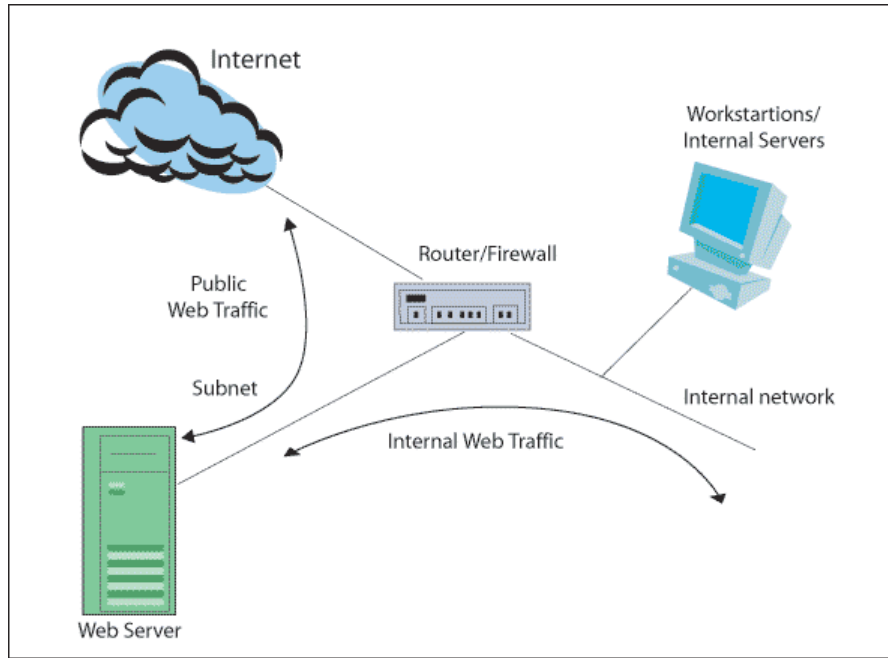 Internet
Workstartions/
Internal Servers
Router/Firewall
Public
Web Traffic
Subnet
Internal network
Internal Web Traffic
Web Server